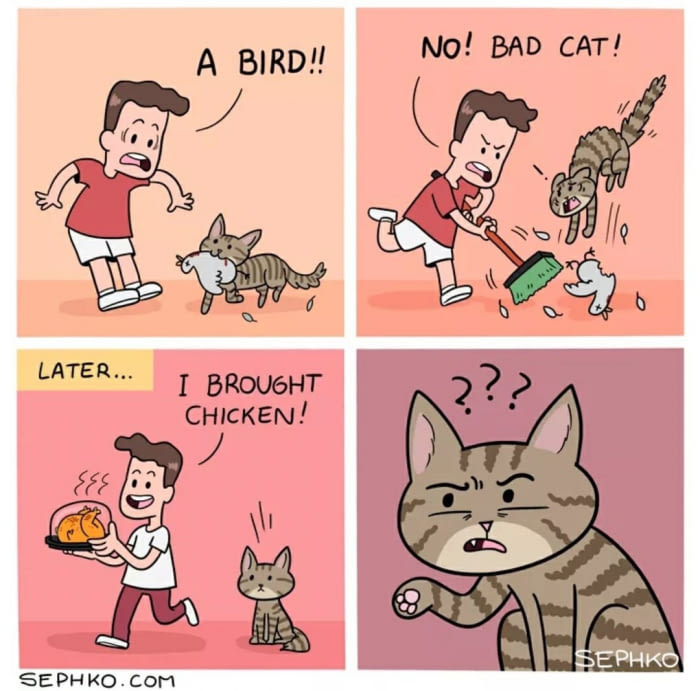 A BIRD!!
NO! BAD CAT!
LATER...
I BROUGHT
CHICKEN!
???
SEPHKO
SEPHKO.COM